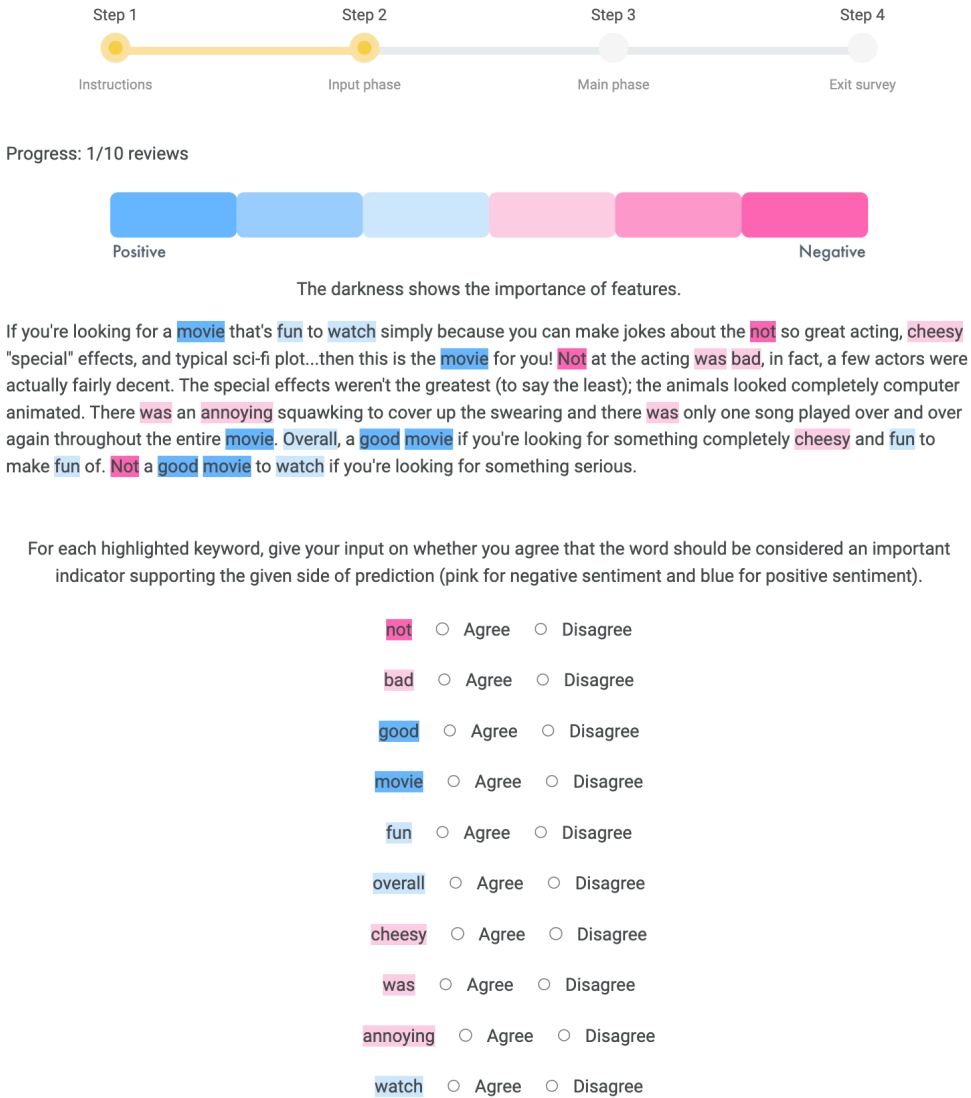 Step 1 Step 2 Step 3 Step 4
Instructions Input phase Main phase Exit survey
Progress: 1/10 reviews
Positive Negative
The darkness shows the importance of features.
If you're looking for a movie that's fun to watch simply because you can make jokes about the not so great acting, cheesy
"special" effects, and typical sci-fi plot...then this is the movie for you! Not at the acting was bad, in fact, a few actors were
actually fairly decent. The special effects weren't the greatest (to say the least); the animals looked completely computer
animated. There was an annoying squawking to cover up the swearing and there was only one song played over and over
again throughout the entire movie. Overall, a good movie if you're looking for something completely cheesy and fun to
make fun of. Not a good movie to watch if you're looking for something serious.
For each highlighted keyword, give your input on whether you agree that the word should be considered an important
indicator supporting the given side of prediction (pink for negative sentiment and blue for positive sentiment).
not Agree Disagree
bad Agree Disagree
good Agree Disagree
movie Agree Disagree
fun Agree Disagree
overall Agree Disagree
cheesy Agree Disagree
was Agree Disagree
annoying Agree Disagree
watch Agree Disagree